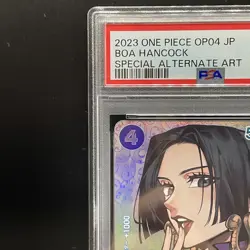 2023 ONE PIECE OP04 JP
BOA HANCOCK
SPECIAL ALTERNATE ART
PSA
4
+1000